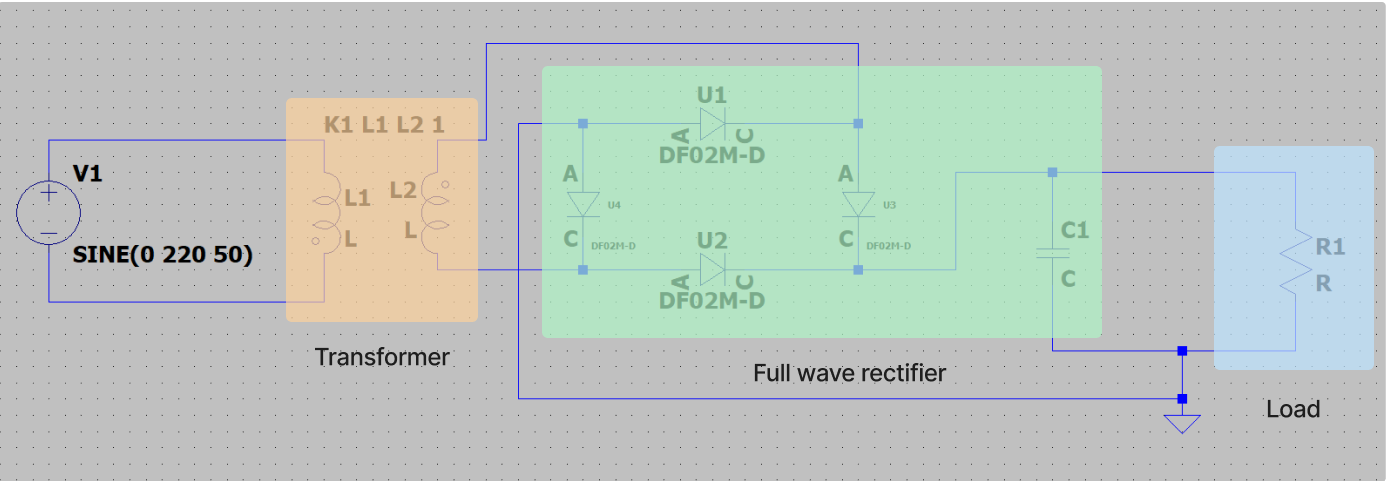 K1 L1 L2 1
V1
L1
L
L2
L
SINE(0 220 50)
Transformer
U1
A
C
DF02M-D
A
U4
C
DF02M-D
A
U3
C
DF02M-D
U2
A
C
DF02M-D
C1
C
Full wave rectifier
R1
R
Load